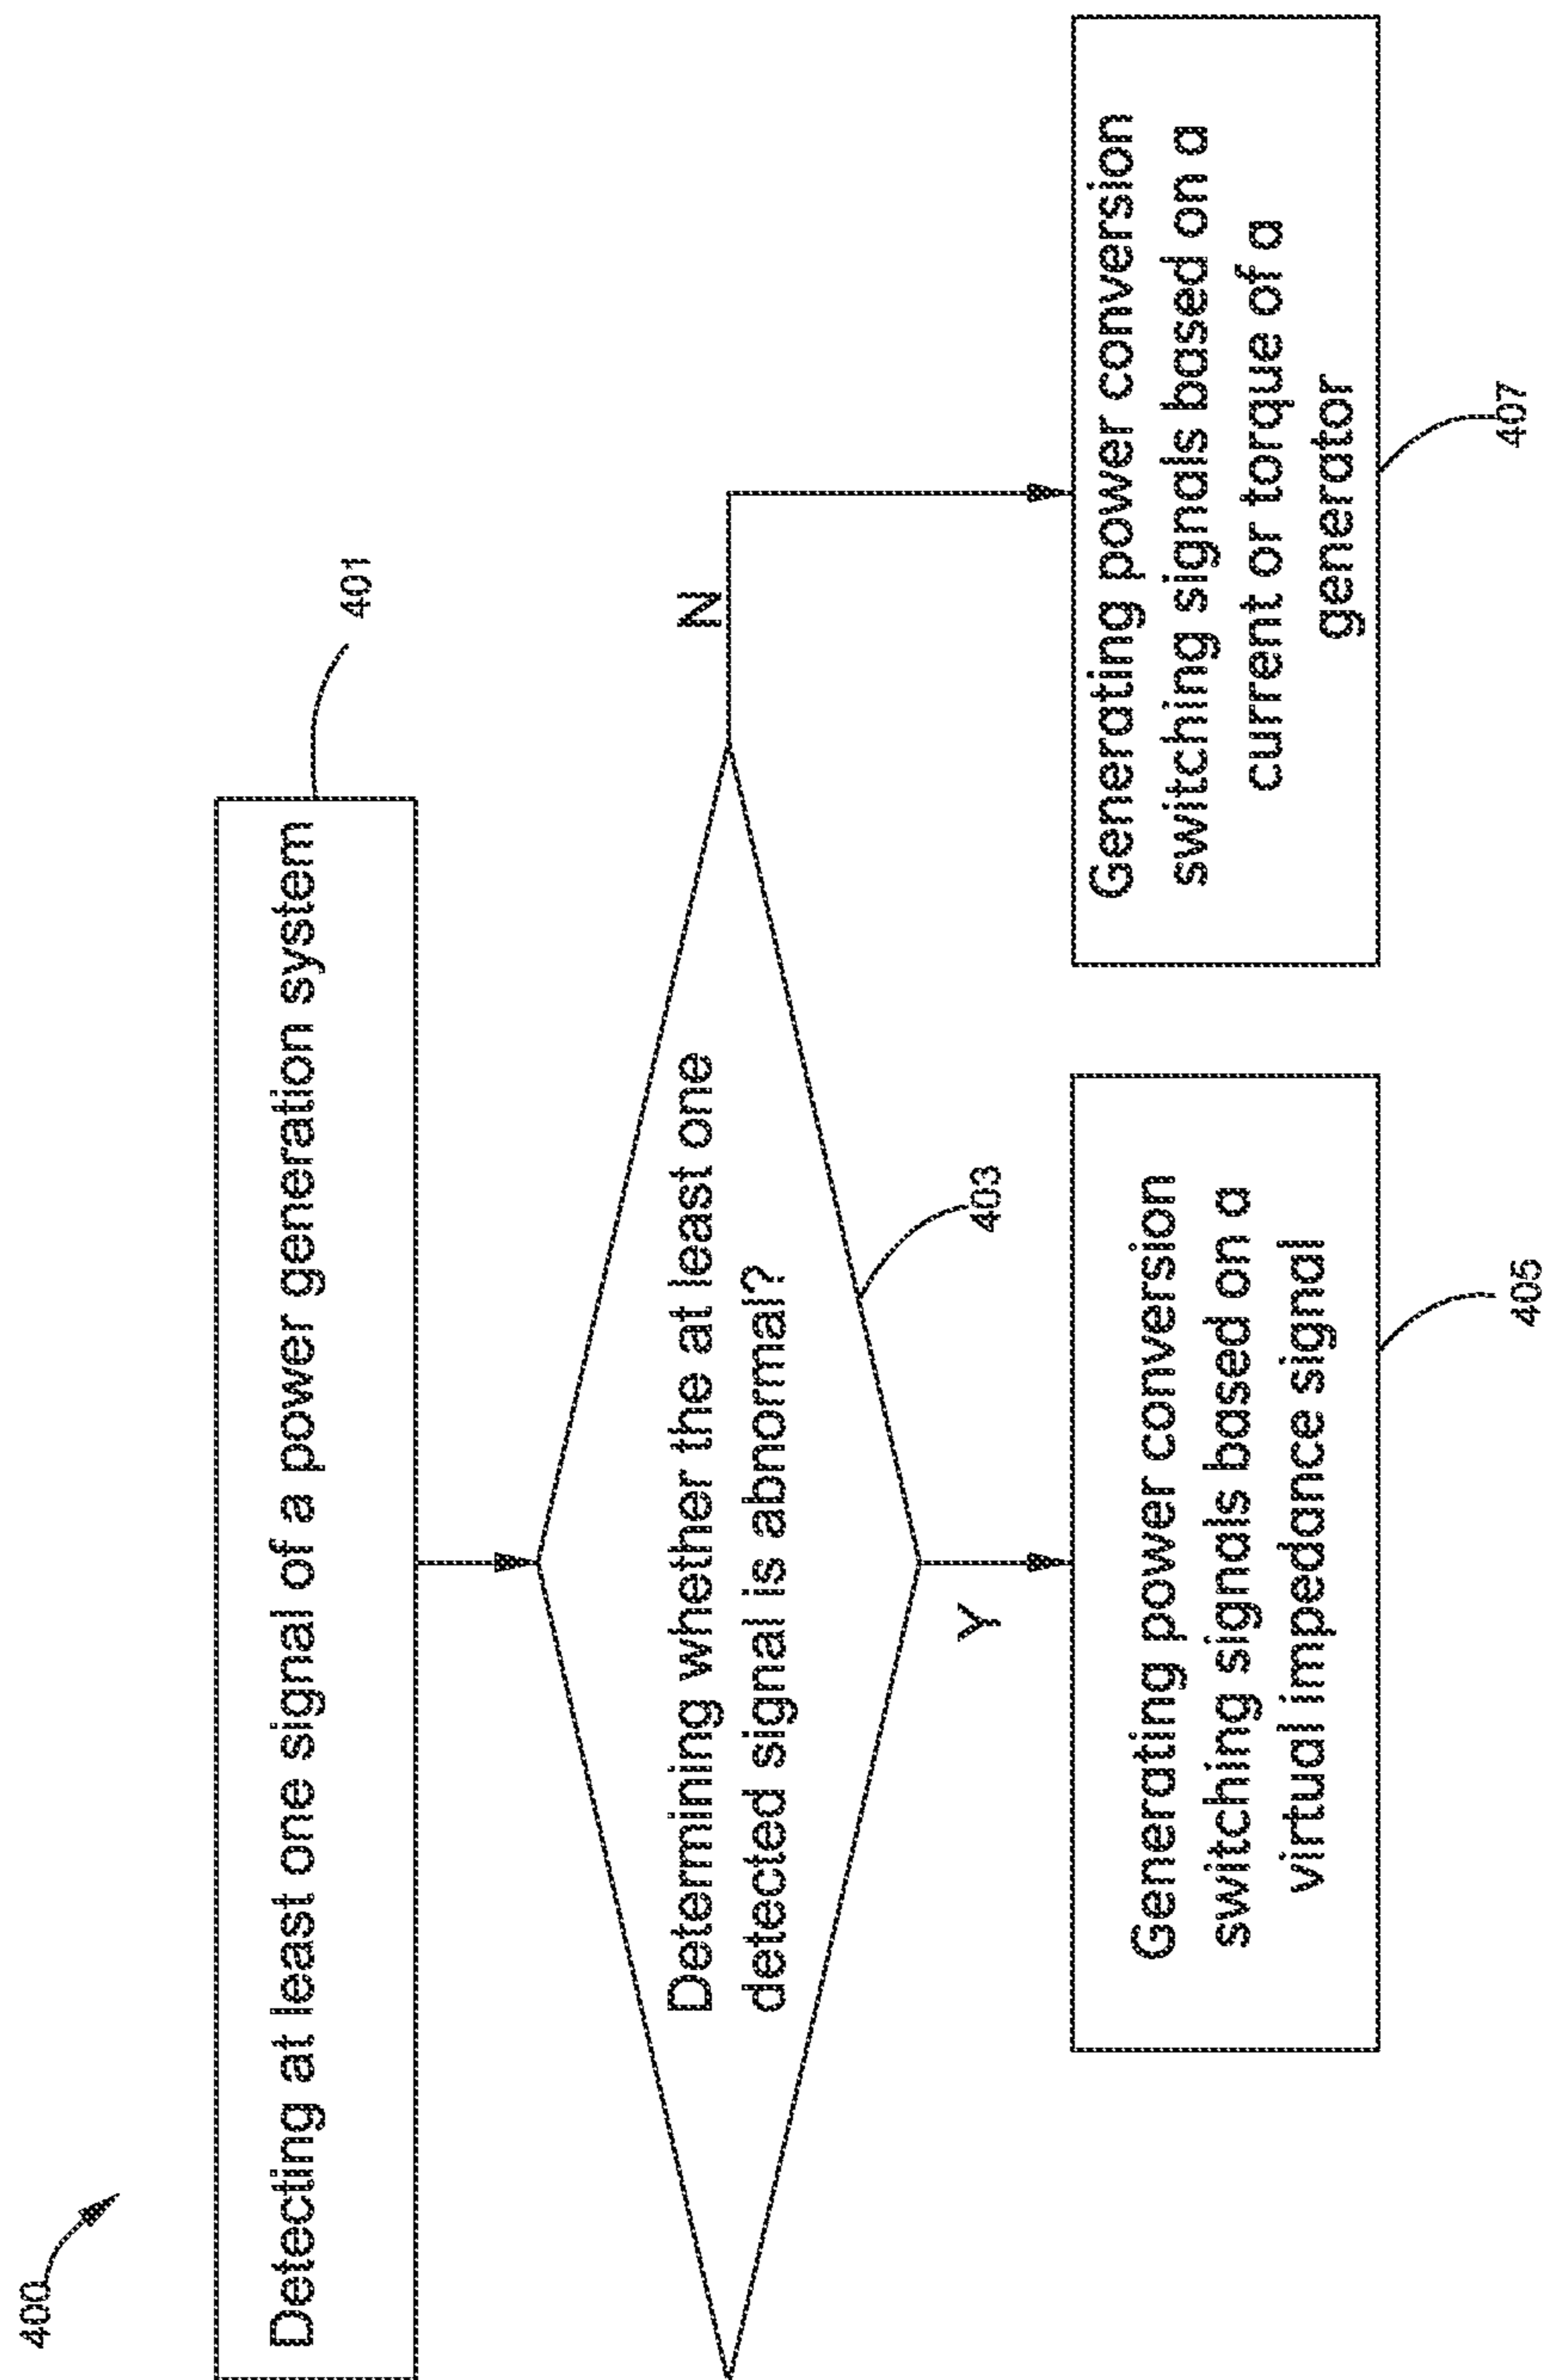 400
Detecting at least one signal of a power generation system
401
Determining whether the at least one
detected signal is abnormal?
N
403
Y
Generating power conversion
switching signals based on a
virtual impedance signal
405
Generating power conversion
switching signals based on a
current or torque of a
generator
407